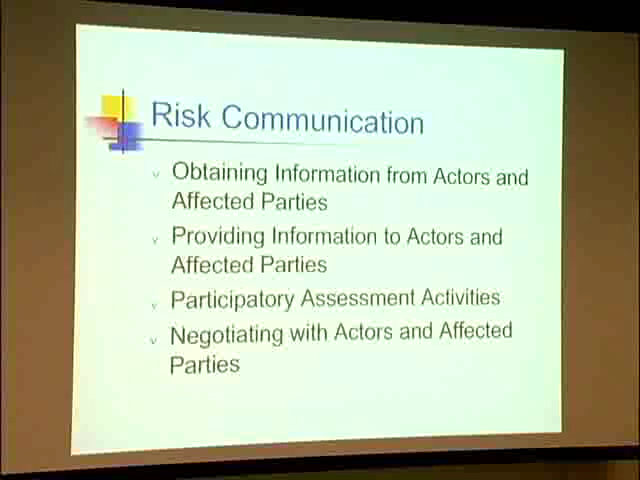 Risk Communication
v Obtaining Information from Actors and
Affected Parties
v Providing Information to Actors and
Affected Parties
v Participatory Assessment Activities
v Negotiating with Actors and Affected
Parties